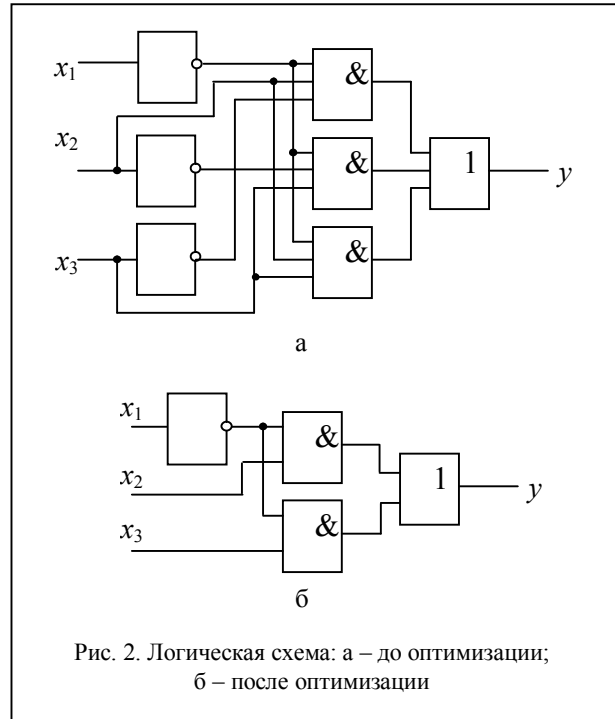 x₁
&
x₂
1
y
&
x₃
&
а
x₁
&
x₂
1
y
x₃
&
б
Рис. 2. Логическая схема: а – до оптимизации;
б – после оптимизации